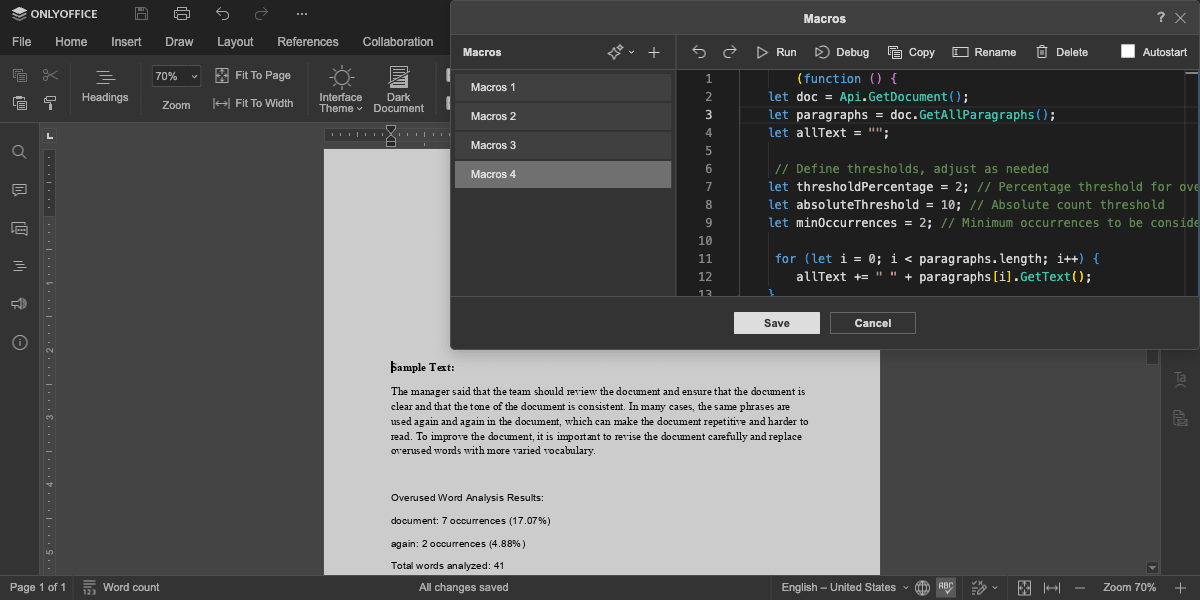 ONLYOFFICE
File Home Insert Draw Layout References Collaboration
Headings
70%
Zoom
Fit To Page
Fit To Width
Interface
Theme
Dark
Document
Macros
Macros
Run Debug Copy Rename Delete Autostart
Macros 1
Macros 2
Macros 3
Macros 4
1 (function () {
2 let doc = Api.GetDocument();
3 let paragraphs = doc.GetAllParagraphs();
4 let allText = "";
5
6 // Define thresholds, adjust as needed
7 let thresholdPercentage = 2; // Percentage threshold for ove
8 let absoluteThreshold = 10; // Absolute count threshold
9 let minOccurrences = 2; // Minimum occurrences to be conside
10
11 for (let i = 0; i < paragraphs.length; i++) {
12 allText += " " + paragraphs[i].GetText();
13 }
Save Cancel
Sample Text:
The manager said that the team should review the document and ensure that the document is
clear and that the tone of the document is consistent. In many cases, the same phrases are
used again and again in the document, which can make the document repetitive and harder to
read. To improve the document, it is important to revise the document carefully and replace
overused words with more varied vocabulary.
Overused Word Analysis Results:
document: 7 occurrences (17.07%)
again: 2 occurrences (4.88%)
Total words analyzed: 41
Page 1 of 1 Word count All changes saved English – United States Zoom 70%